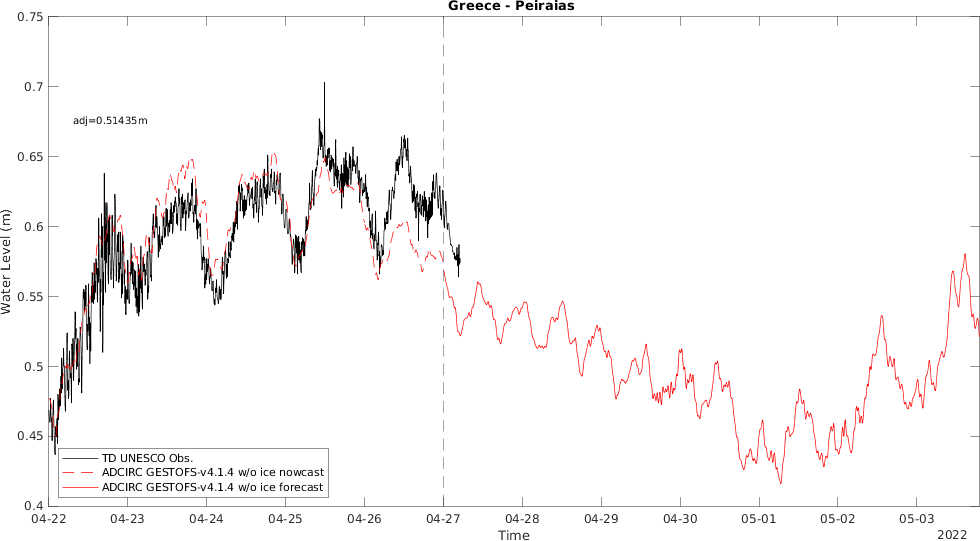 Greece - Peiraias
0.75
0.7
0.65
0.6
0.55
0.5
0.45
0.4
Water Level (m)
adj=0.51435m
TD UNESCO Obs.
ADCIRC GESTOFS-v4.1.4 w/o ice nowcast
ADCIRC GESTOFS-v4.1.4 w/o ice forecast
04-22 04-23 04-24 04-25 04-26 04-27 04-28 04-29 04-30 05-01 05-02 05-03
Time
2022